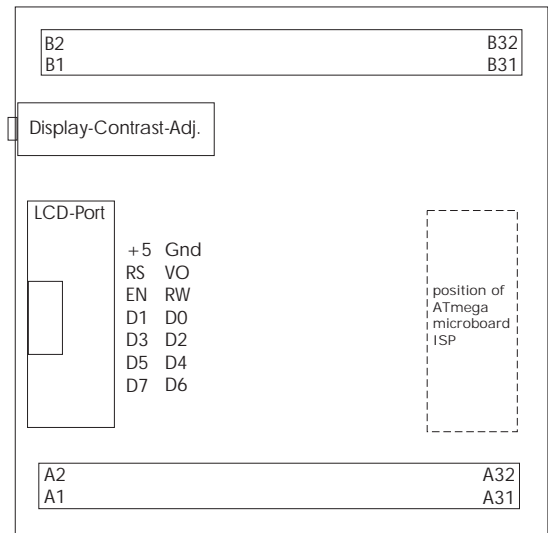 B2 B32
B1 B31
Display-Contrast-Adj.
LCD-Port
+5 Gnd
RS VO
EN RW
D1 D0
D3 D2
D5 D4
D7 D6
position of
ATmega
microboard
ISP
A2 A32
A1 A31